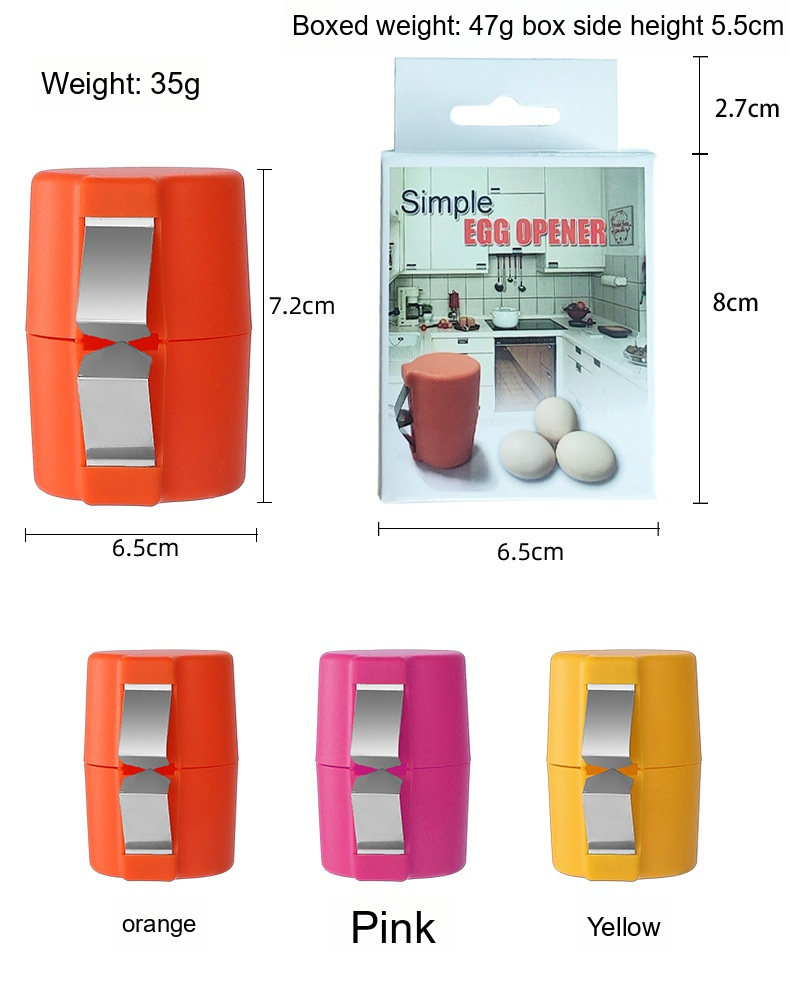 Boxed weight: 47g box side height 5.5cm
Weight: 35g
2.7cm
Simple
EGG OPENER
7.2cm
8cm
6.5cm
6.5cm
orange
Pink
Yellow